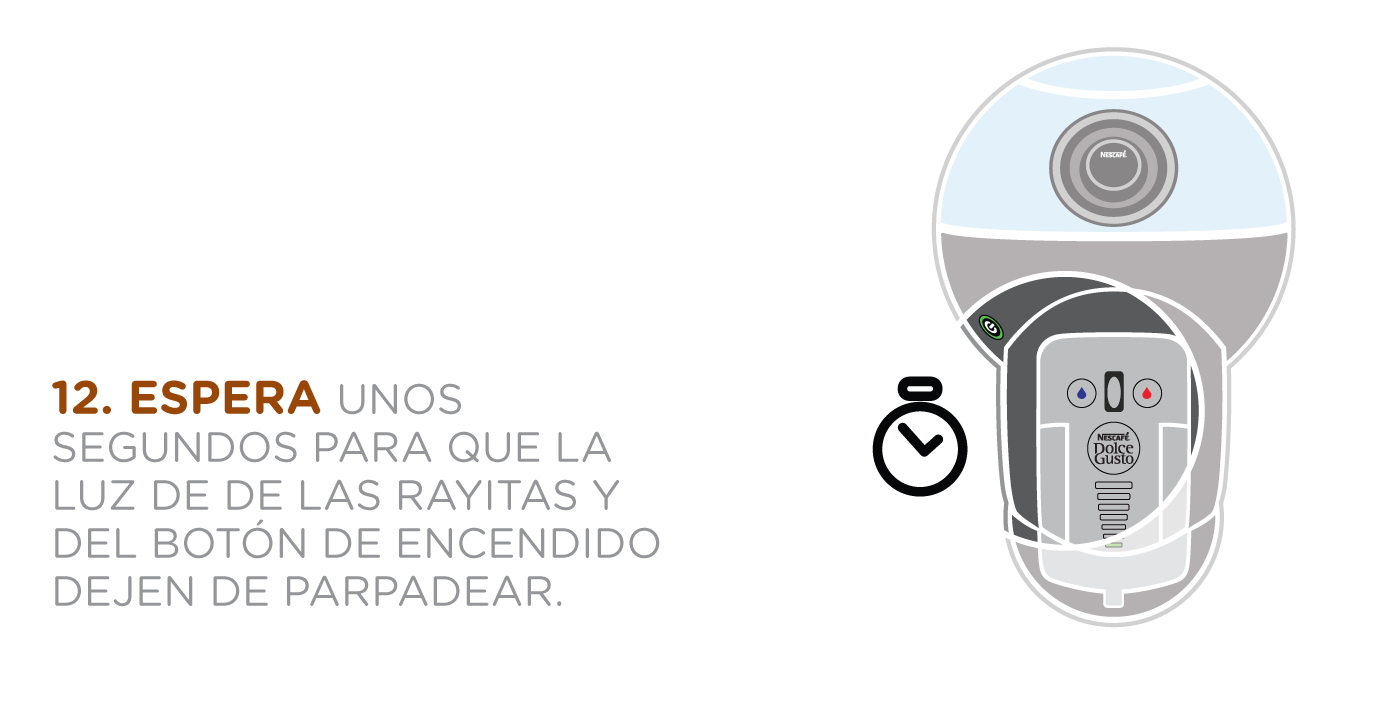 NESCAFÉ
12. ESPERA UNOS
SEGUNDOS PARA QUE LA
LUZ DE DE LAS RAYITAS Y
DEL BOTÓN DE ENCENDIDO
DEJEN DE PARPADEAR.
NESCAFÉ
Dolce
Gusto